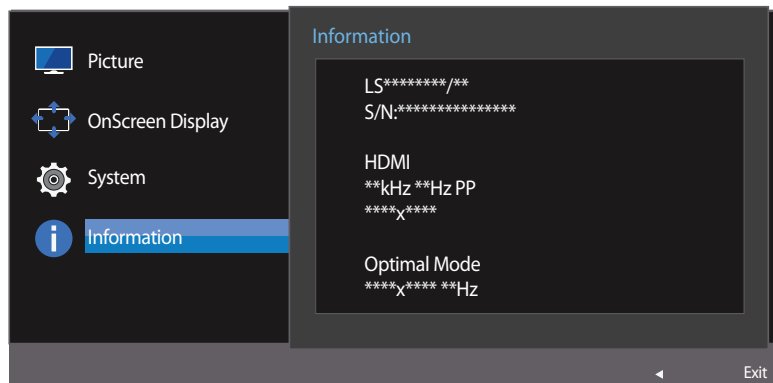 Picture
OnScreen Display
System
Information
Information
LS********/**
S/N:***************
HDMI
**kHz **Hz PP
****x****
Optimal Mode
****x**** **Hz
Exit